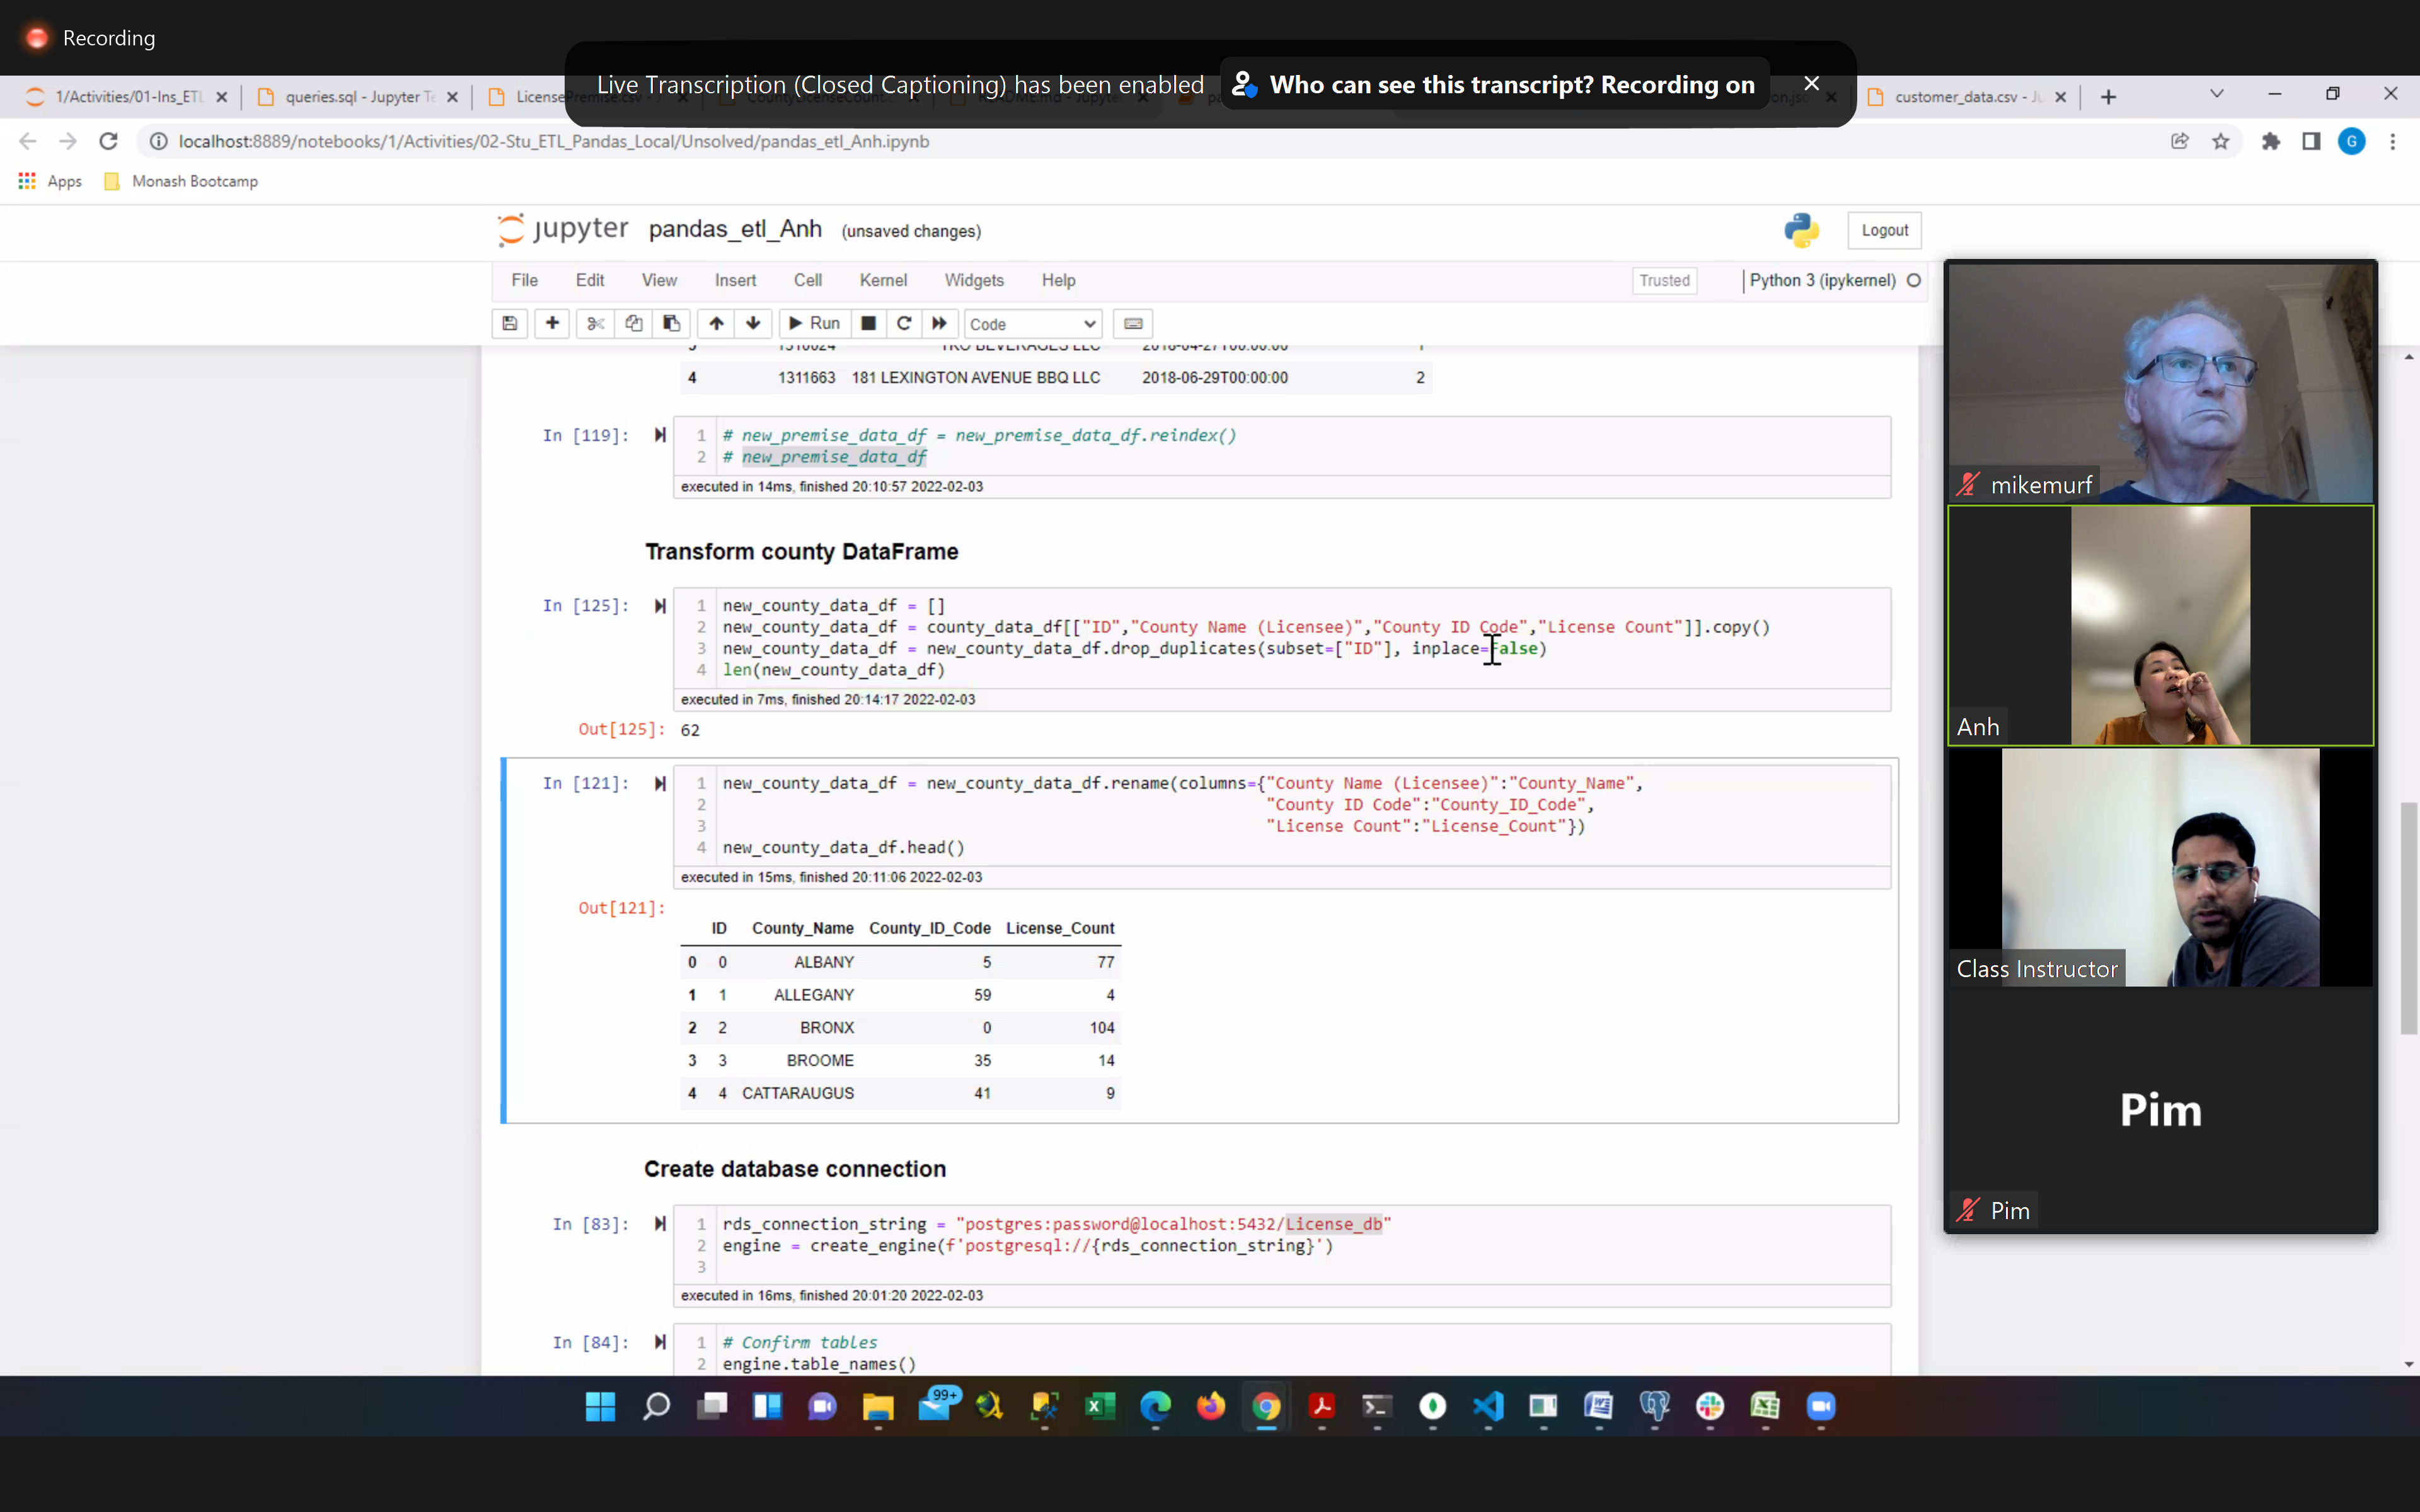 Recording
Live Transcription (Closed Captioning) has been enabled
Who can see this transcript? Recording on
1/Activities/01-Ins_ETL
queries.sql - Jupyter Te
LicensePremise.csv -
customer_data.csv - Ju
localhost:8889/notebooks/1/Activities/02-Stu_ETL_Pandas_Local/Unsolved/pandas_etl_Anh.ipynb
G
Apps
Monash Bootcamp
jupyter pandas_etl_Anh (unsaved changes)
Logout
File Edit View Insert Cell Kernel Widgets Help
Trusted
Python 3 (ipykernel)
Run
Code
4 1311663 181 LEXINGTON AVENUE BBQ LLC 2018-06-29T00:00:00 2
In [119]:
1 # new_premise_data_df = new_premise_data_df.reindex()
2 # new_premise_data_df
executed in 14ms, finished 20:10:57 2022-02-03
Transform county DataFrame
In [125]:
1 new_county_data_df = []
2 new_county_data_df = county_data_df[["ID","County Name (Licensee)","County ID Code","License Count"]].copy()
3 new_county_data_df = new_county_data_df.drop_duplicates(subset=["ID"], inplace=False)
4 len(new_county_data_df)
executed in 7ms, finished 20:14:17 2022-02-03
Out[125]: 62
In [121]:
1 new_county_data_df = new_county_data_df.rename(columns={"County Name (Licensee)":"County_Name",
2 "County ID Code":"County_ID_Code",
3 "License Count":"License_Count"})
4 new_county_data_df.head()
executed in 15ms, finished 20:11:06 2022-02-03
Out[121]:
ID County_Name County_ID_Code License_Count
0 0 ALBANY 5 77
1 1 ALLEGANY 59 4
2 2 BRONX 0 104
3 3 BROOME 35 14
4 4 CATTARAUGUS 41 9
Create database connection
In [83]:
1 rds_connection_string = "postgres:password@localhost:5432/License_db"
2 engine = create_engine(f'postgresql://{rds_connection_string}')
3
executed in 16ms, finished 20:01:20 2022-02-03
In [84]:
1 # Confirm tables
2 engine.table_names()
mikemurf
Anh
Class Instructor
Pim
Pim
99+